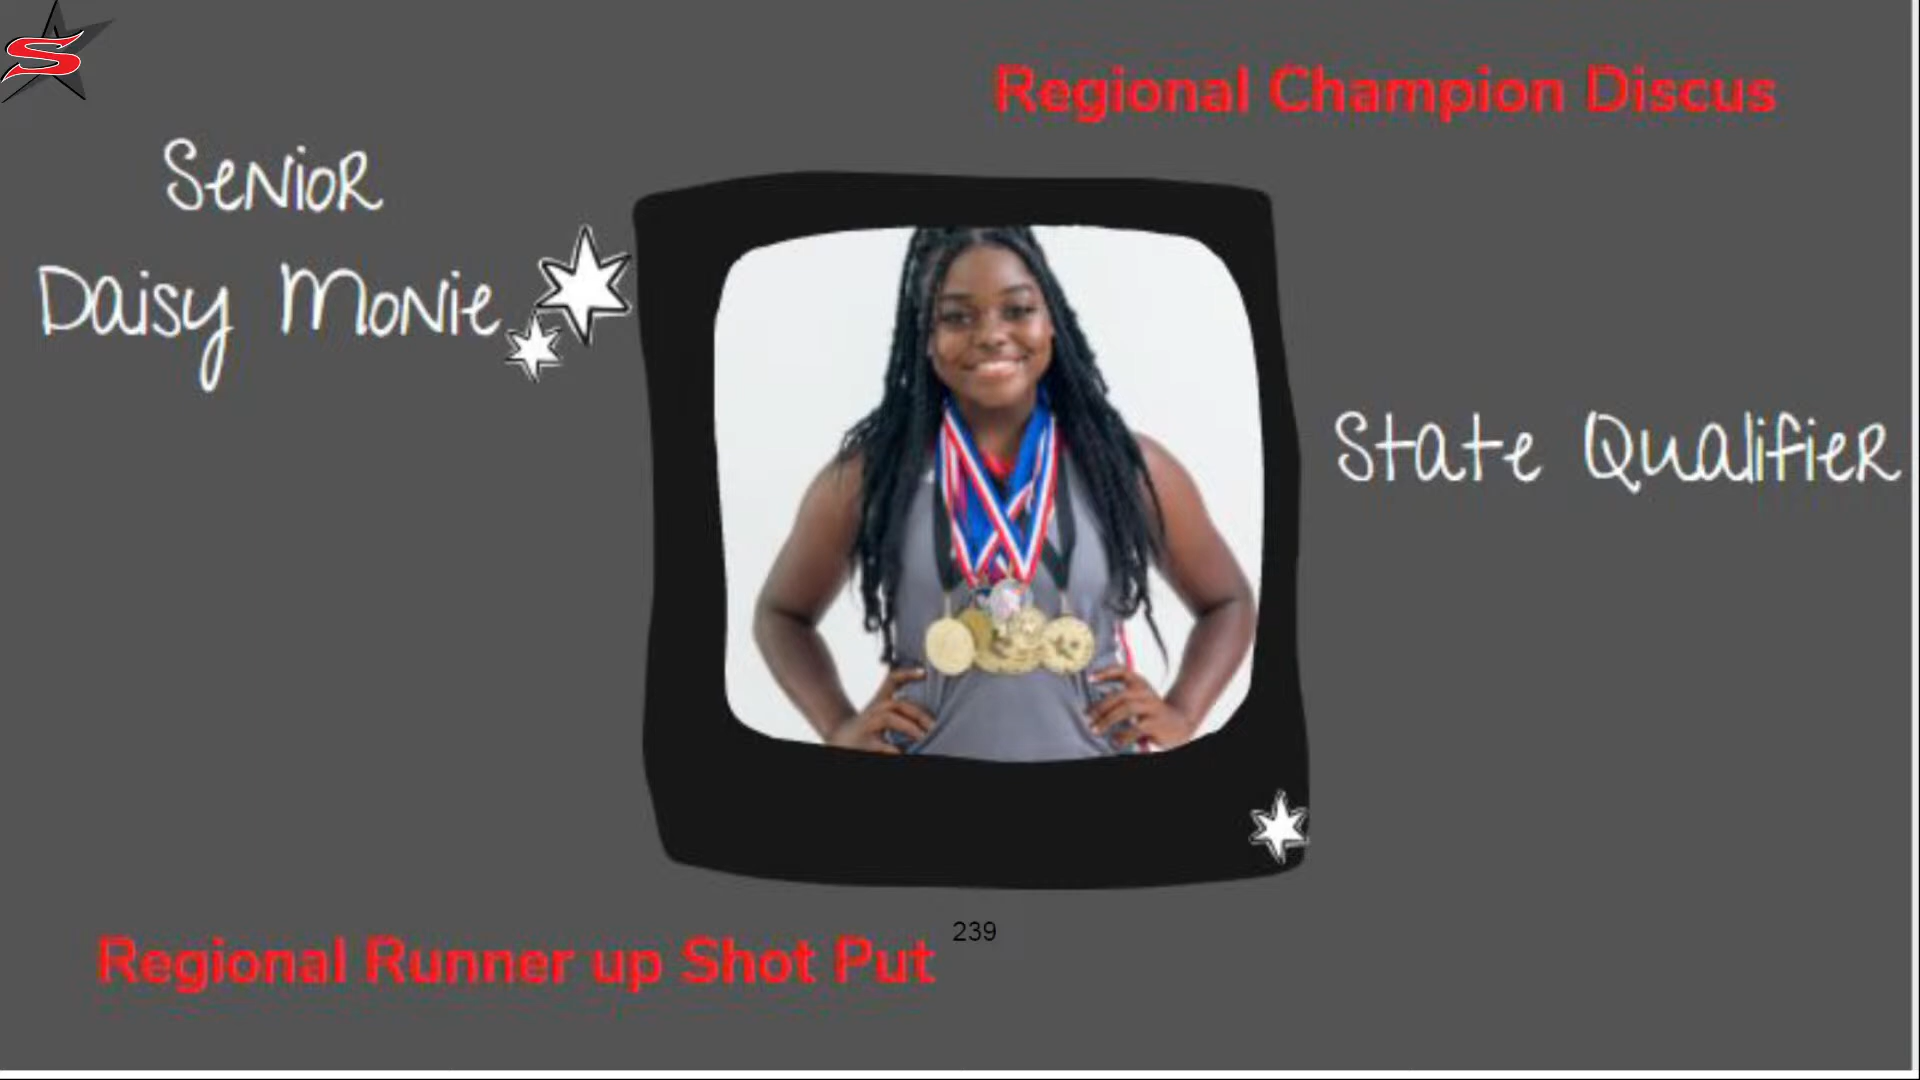 S
Regional Champion Discus
Senior
Daisy Monie
State Qualifier
239
Regional Runner up Shot Put